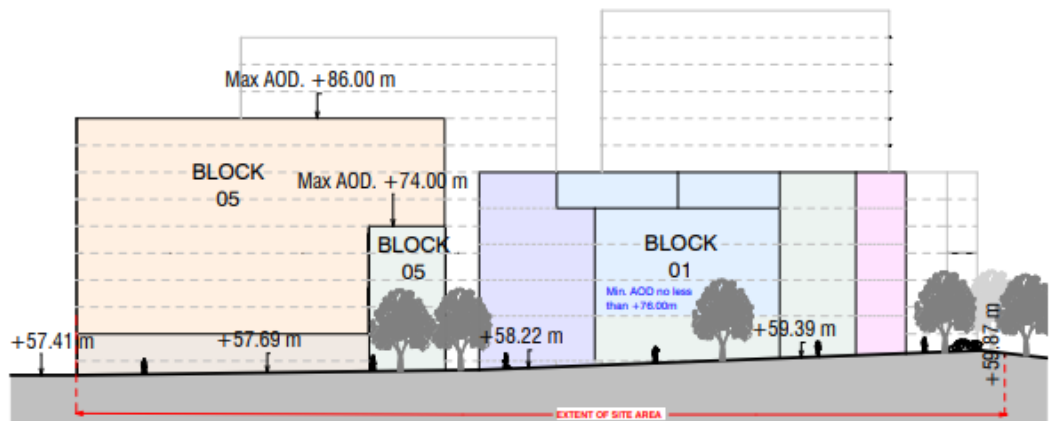 Max AOD. +86.00 m
BLOCK
05
Max AOD. +74.00 m
BLOCK
05
BLOCK
01
Min. AOD no less
than +76.00m
+57.41 m
+57.69 m
+58.22 m
+59.39 m
+59.87 m
EXTENT OF SITE AREA